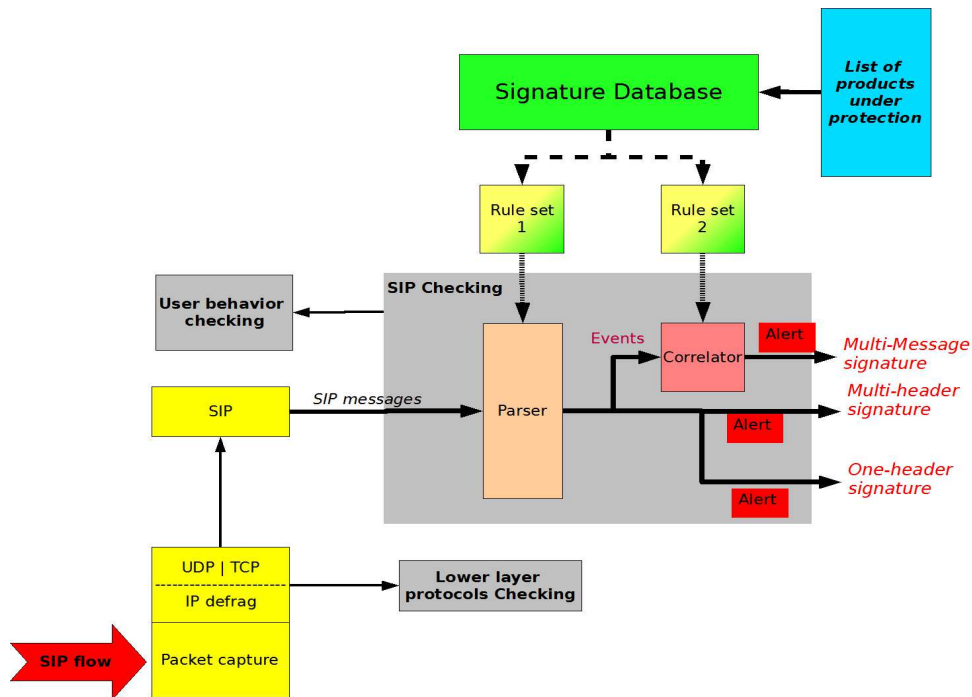 List of
products
under
protection
Signature Database
Rule set
1
Rule set
2
SIP Checking
User behavior
checking
Events
Correlator
Alert
Multi-Message
signature
SIP
SIP messages
Parser
Multi-header
signature
Alert
One-header
signature
Alert
UDP | TCP
IP defrag
Lower layer
protocols Checking
SIP flow
Packet capture